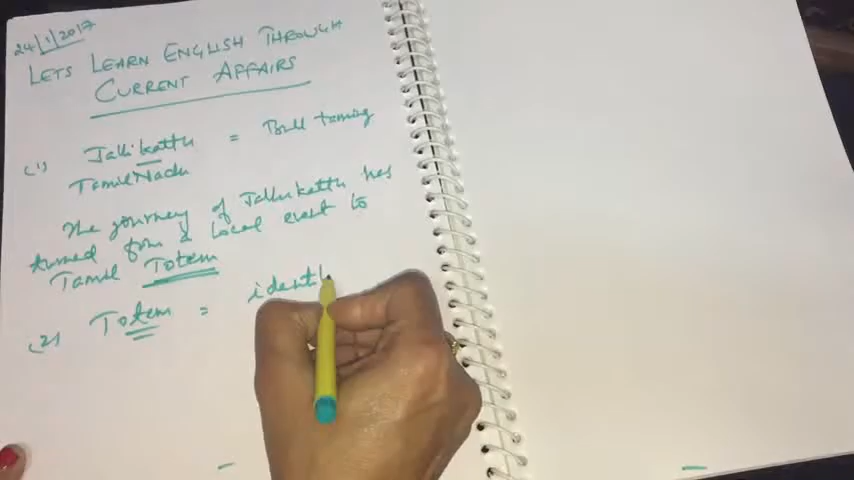 24/1/2017
LETS LEARN ENGLISH THROUGH
CURRENT AFFAIRS
(1) Jallikattu = Bull taming
TamilNadu
The journey of Jallikattu has
turned from a local event to
Tamil Totem
(2) Totem = identi